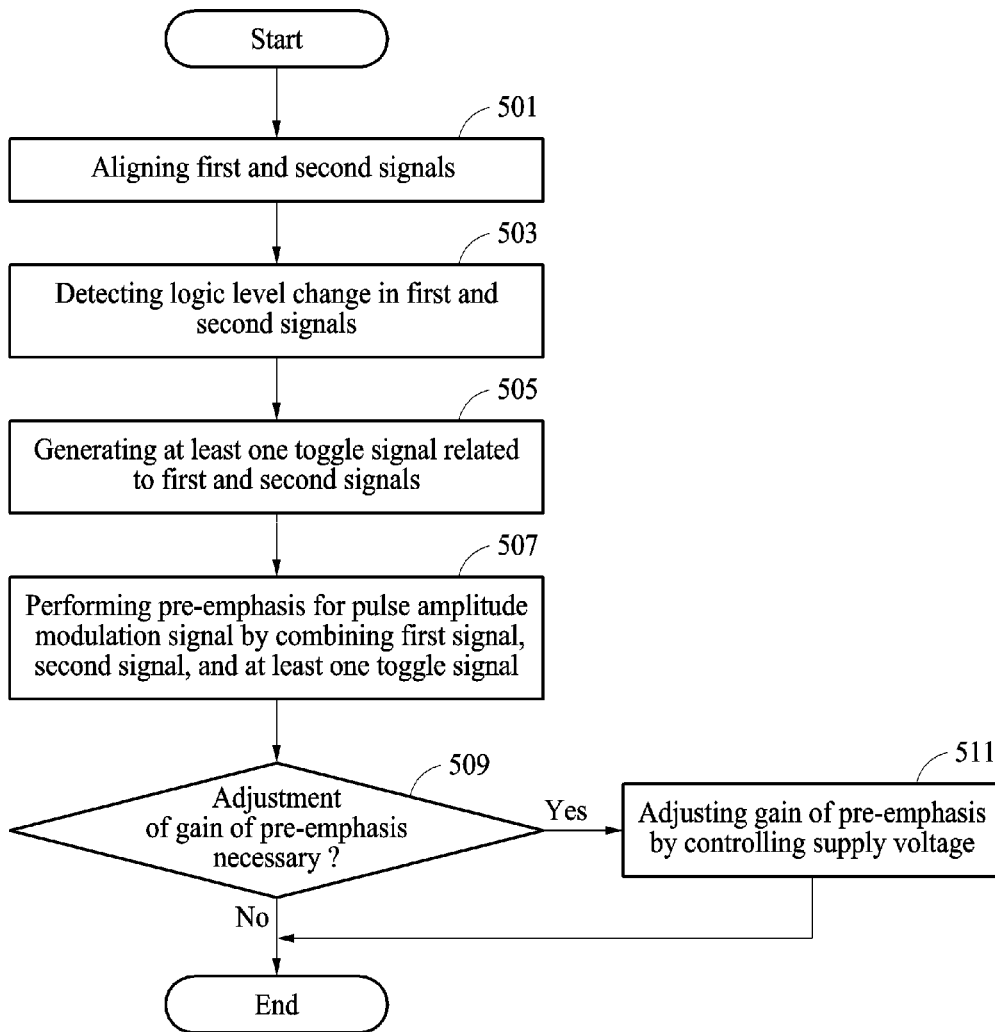 Start
501
Aligning first and second signals
503
Detecting logic level change in first and
second signals
505
Generating at least one toggle signal related
to first and second signals
507
Performing pre-emphasis for pulse amplitude
modulation signal by combining first signal,
second signal, and at least one toggle signal
509
Adjustment
of gain of pre-emphasis
necessary ?
Yes
511
Adjusting gain of pre-emphasis
by controlling supply voltage
No
End